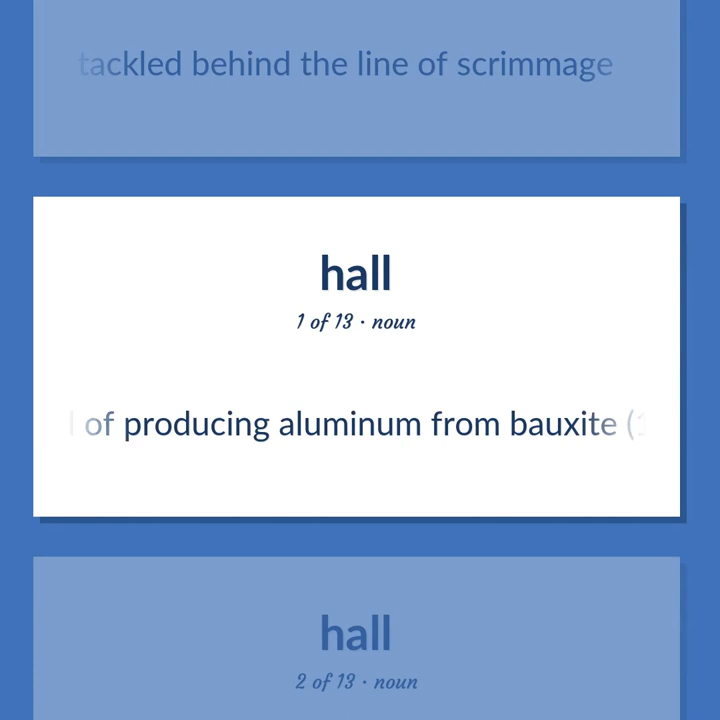 tackled behind the line of scrimmage
hall
1 of 13 · noun
of producing aluminum from bauxite (
hall
2 of 13 · noun